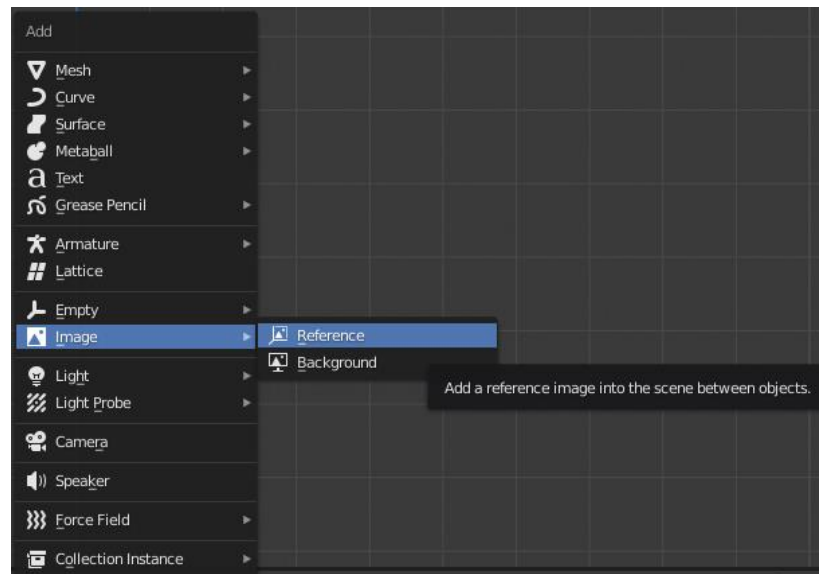 Add
Mesh
Curve
Surface
Metaball
Text
Grease Pencil
Armature
Lattice
Empty
Image
Reference
Background
Add a reference image into the scene between objects.
Light
Light Probe
Camera
Speaker
Force Field
Collection Instance